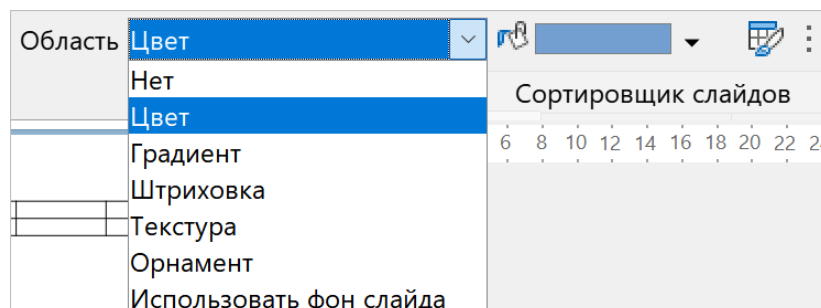 Область Цвет
Нет
Цвет
Сортировщик слайдов
Градиент
6 8 10 12 14 16 18 20 22
Штриховка
Текстура
Орнамент
Использовать фон слайда